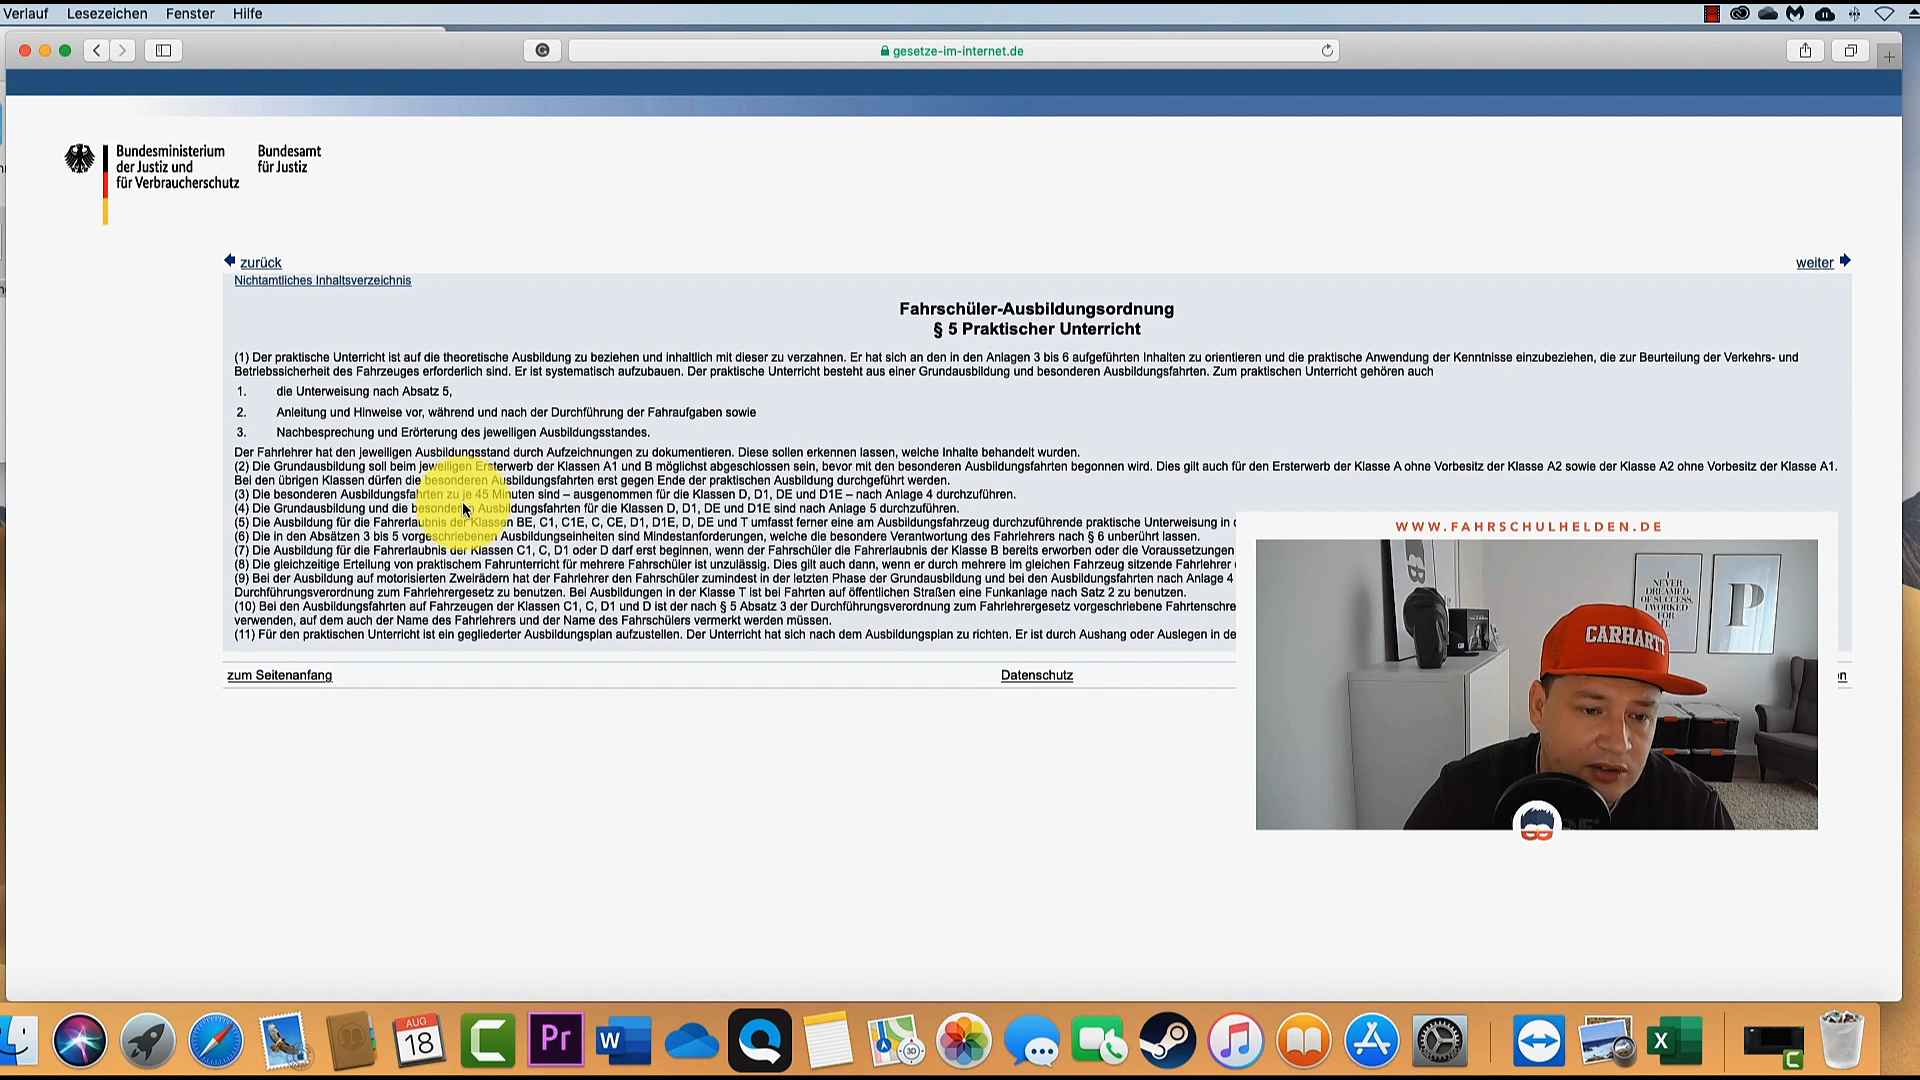 Verlauf Lesezeichen Fenster Hilfe
gesetze-im-internet.de
Bundesministerium
der Justiz und
für Verbraucherschutz
Bundesamt
für Justiz
zurück
weiter
Nichtamtliches Inhaltsverzeichnis
Fahrschüler-Ausbildungsordnung
§ 5 Praktischer Unterricht
(1) Der praktische Unterricht ist auf die theoretische Ausbildung zu beziehen und inhaltlich mit dieser zu verzahnen. Er hat sich an den in den Anlagen 3 bis 6 aufgeführten Inhalten zu orientieren und die praktische Anwendung der Kenntnisse einzubeziehen, die zur Beurteilung der Verkehrs- und
Betriebssicherheit des Fahrzeuges erforderlich sind. Er ist systematisch aufzubauen. Der praktische Unterricht besteht aus einer Grundausbildung und besonderen Ausbildungsfahrten. Zum praktischen Unterricht gehören auch
1. die Unterweisung nach Absatz 5,
2. Anleitung und Hinweise vor, während und nach der Durchführung der Fahraufgaben sowie
3. Nachbesprechung und Erörterung des jeweiligen Ausbildungsstandes.
Der Fahrlehrer hat den jeweiligen Ausbildungsstand durch Aufzeichnungen zu dokumentieren. Diese sollen erkennen lassen, welche Inhalte behandelt wurden.
(2) Die Grundausbildung soll beim jeweiligen Ersterwerb der Klassen A1 und B möglichst abgeschlossen sein, bevor mit den besonderen Ausbildungsfahrten begonnen wird. Dies gilt auch für den Ersterwerb der Klasse A ohne Vorbesitz der Klasse A2 sowie der Klasse A2 ohne Vorbesitz der Klasse A1.
Bei den übrigen Klassen dürfen die besonderen Ausbildungsfahrten erst gegen Ende der praktischen Ausbildung durchgeführt werden.
(3) Die besonderen Ausbildungsfahrten zu je 45 Minuten sind – ausgenommen für die Klassen D, D1, DE und D1E – nach Anlage 4 durchzuführen.
(4) Die Grundausbildung und die besonderen Ausbildungsfahrten für die Klassen D, D1, DE und D1E sind nach Anlage 5 durchzuführen.
(5) Die Ausbildung für die Fahrerlaubnis der Klassen BE, C1, C1E, C, CE, D1, D1E, D, DE und T umfasst ferner eine am Ausbildungsfahrzeug durchzuführende praktische Unterweisung in
(6) Die in den Absätzen 3 bis 5 vorgeschriebenen Ausbildungseinheiten sind Mindestanforderungen, welche die besondere Verantwortung des Fahrlehrers nach § 6 unberührt lassen.
(7) Die Ausbildung für die Fahrerlaubnis der Klassen C1, C, D1 oder D darf erst beginnen, wenn der Fahrschüler die Fahrerlaubnis der Klasse B bereits erworben oder die Voraussetzungen
(8) Die gleichzeitige Erteilung von praktischem Fahrunterricht für mehrere Fahrschüler ist unzulässig. Dies gilt auch dann, wenn er durch mehrere im gleichen Fahrzeug sitzende Fahrlehrer
(9) Bei der Ausbildung auf motorisierten Zweirädern hat der Fahrlehrer den Fahrschüler zumindest in der letzten Phase der Grundausbildung und bei den Ausbildungsfahrten nach Anlage 4
Durchführungsverordnung zum Fahrlehrergesetz zu benutzen. Bei Ausbildungen in der Klasse T ist bei Fahrten auf öffentlichen Straßen eine Funkanlage nach Satz 2 zu benutzen.
(10) Bei den Ausbildungsfahrten auf Fahrzeugen der Klassen C1, C, D1 und D ist der nach § 5 Absatz 3 der Durchführungsverordnung zum Fahrlehrergesetz vorgeschriebene Fahrtenschre
verwenden, auf dem auch der Name des Fahrlehrers und der Name des Fahrschülers vermerkt werden müssen.
(11) Für den praktischen Unterricht ist ein gegliederter Ausbildungsplan aufzustellen. Der Unterricht hat sich nach dem Ausbildungsplan zu richten. Er ist durch Aushang oder Auslegen in de
zum Seitenanfang
Datenschutz
en
WWW.FAHRSCHULHELDEN.DE
I
NEVER
DREAMED
OF SUCCESS.
I WORKED
FOR
IT
P
B
CARHARTT
AUG
18
C
Pr
W
3D
X
C